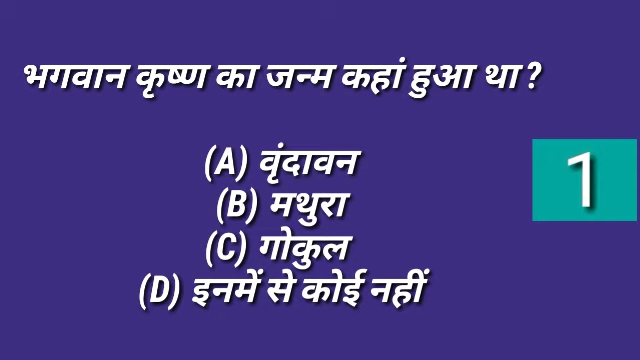 भगवान कृष्ण का जन्म कहां हुआ था ?
(A) वृंदावन
(B) मथुरा
(C) गोकुल
(D) इनमें से कोई नहीं
1